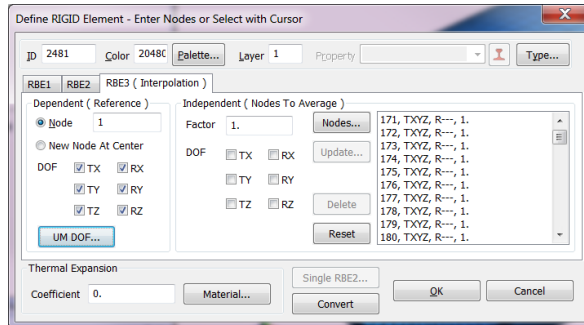 Define RIGID Element - Enter Nodes or Select with Cursor
ID 2481 Color 2048C Palette... Layer 1 Property Type...
RBE1 RBE2 RBE3 ( Interpolation )
Dependent ( Reference )
Node 1
New Node At Center
DOF TX RX
TY RY
TZ RZ
UM DOF...
Independent ( Nodes To Average )
Factor 1. Nodes...
DOF TX RX Update...
TY RY
TZ RZ Delete
Reset
171, TXYZ, R---, 1.
172, TXYZ, R---, 1.
173, TXYZ, R---, 1.
174, TXYZ, R---, 1.
175, TXYZ, R---, 1.
176, TXYZ, R---, 1.
177, TXYZ, R---, 1.
178, TXYZ, R---, 1.
179, TXYZ, R---, 1.
180, TXYZ, R---, 1.
Thermal Expansion
Coefficient 0. Material...
Single RBE2...
Convert
OK Cancel